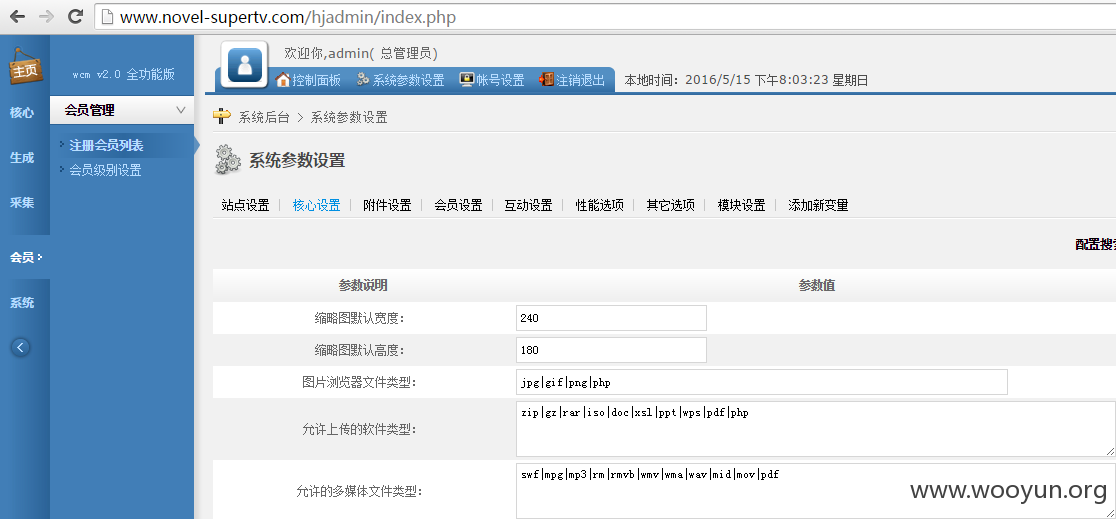 www.novel-supertv.com/hjadmin/index.php
主页
wcm v2.0 全功能版
欢迎你,admin( 总管理员)
控制面板 系统参数设置 帐号设置 注销退出 本地时间：2016/5/15 下午8:03:23 星期日
核心
生成
采集
会员
系统
会员管理
注册会员列表
会员级别设置
系统后台 > 系统参数设置
系统参数设置
站点设置 | 核心设置 | 附件设置 | 会员设置 | 互动设置 | 性能选项 | 其它选项 | 模块设置 | 添加新变量
配置搜
参数说明 参数值
缩略图默认宽度： 240
缩略图默认高度： 180
图片浏览器文件类型： jpg|gif|png|php
允许上传的软件类型： zip|gz|rar|iso|doc|xsl|ppt|wps|pdf|php
允许的多媒体文件类型： swf|mpg|mp3|rm|rmvb|wmv|wma|wav|mid|mov|pdf
www.wooyun.org